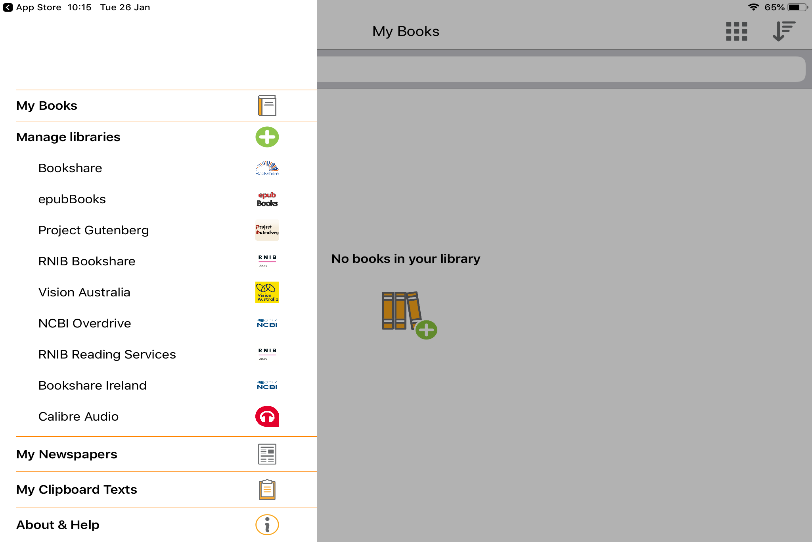 App Store 10:15 Tue 26 Jan
65%
My Books
My Books
Manage libraries
Bookshare
epubBooks
epub
Books
Project Gutenberg
Project
Gutenberg
RNIB Bookshare
RNIB
Vision Australia
Vision
Australia
NCBI Overdrive
NCBI
RNIB Reading Services
RNIB
Bookshare Ireland
NCBI
Calibre Audio
My Newspapers
My Clipboard Texts
About & Help
No books in your library